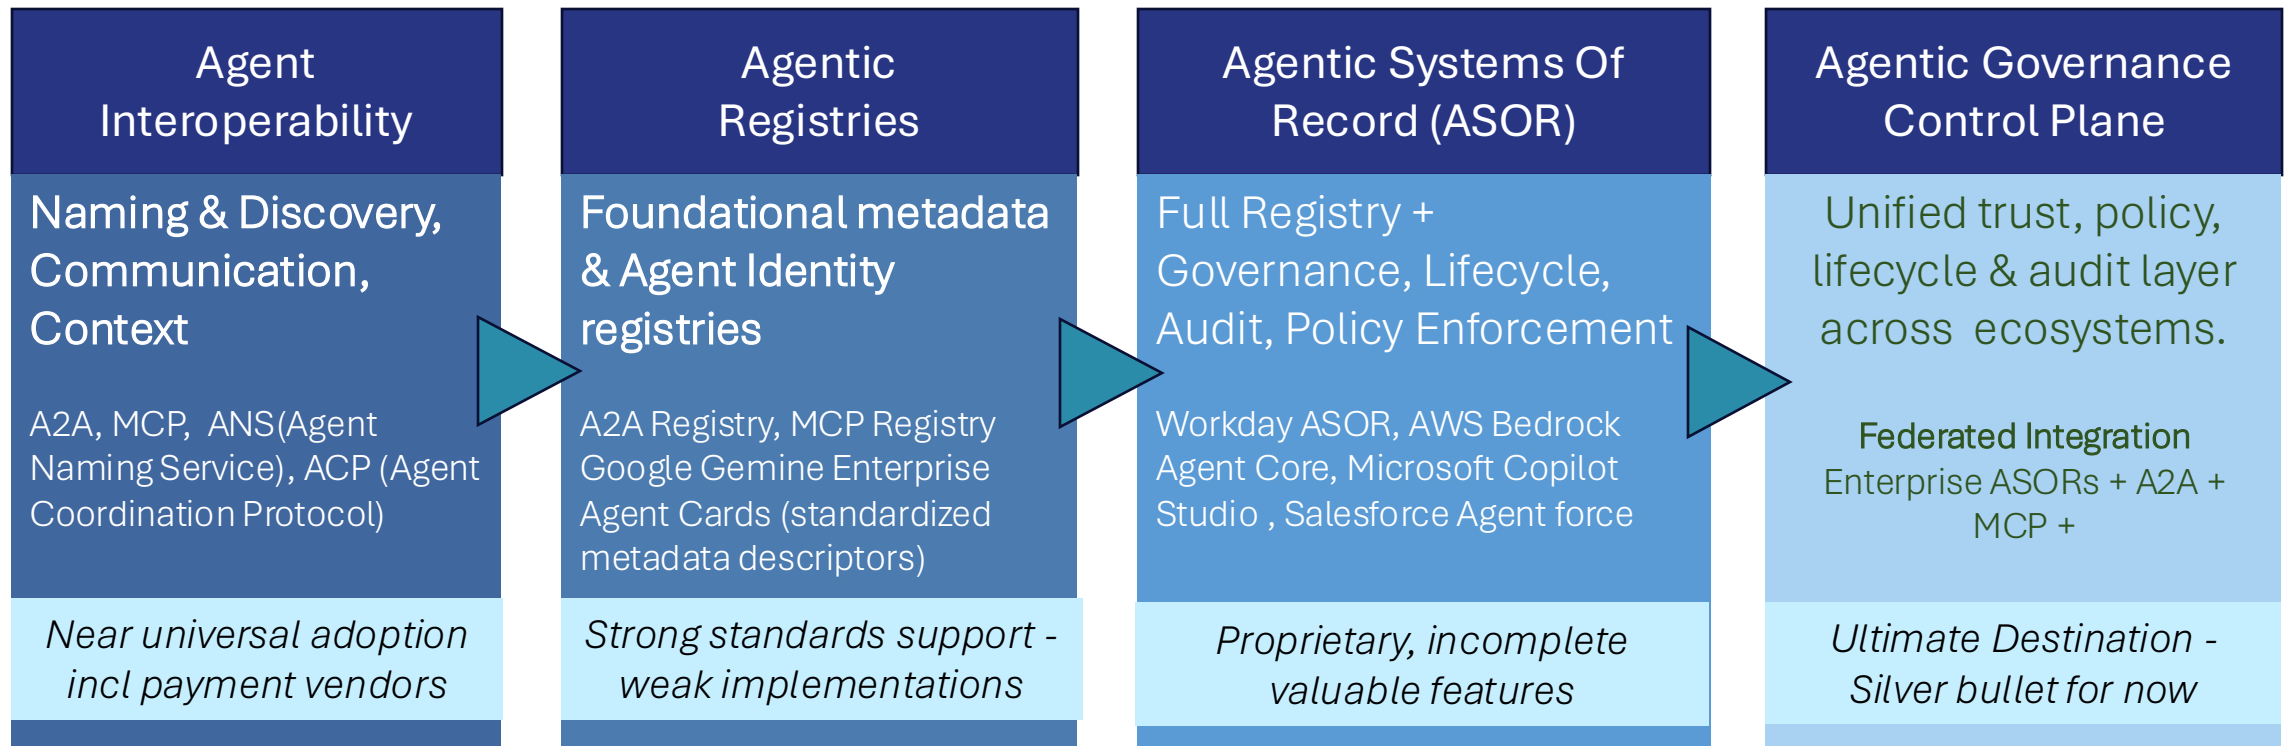 Agent
Interoperability
Naming & Discovery,
Communication,
Context
A2A, MCP, ANS(Agent
Naming Service), ACP (Agent
Coordination Protocol)
Near universal adoption
incl payment vendors
Agentic
Registries
Foundational metadata
& Agent Identity
registries
A2A Registry, MCP Registry
Google Gemine Enterprise
Agent Cards (standardized
metadata descriptors)
Strong standards support -
weak implementations
Agentic Systems Of
Record (ASOR)
Full Registry +
Governance, Lifecycle,
Audit, Policy Enforcement
Workday ASOR, AWS Bedrock
Agent Core, Microsoft Copilot
Studio , Salesforce Agent force
Proprietary, incomplete
valuable features
Agentic Governance
Control Plane
Unified trust, policy,
lifecycle & audit layer
across ecosystems.
Federated Integration
Enterprise ASORs + A2A +
MCP +
Ultimate Destination -
Silver bullet for now